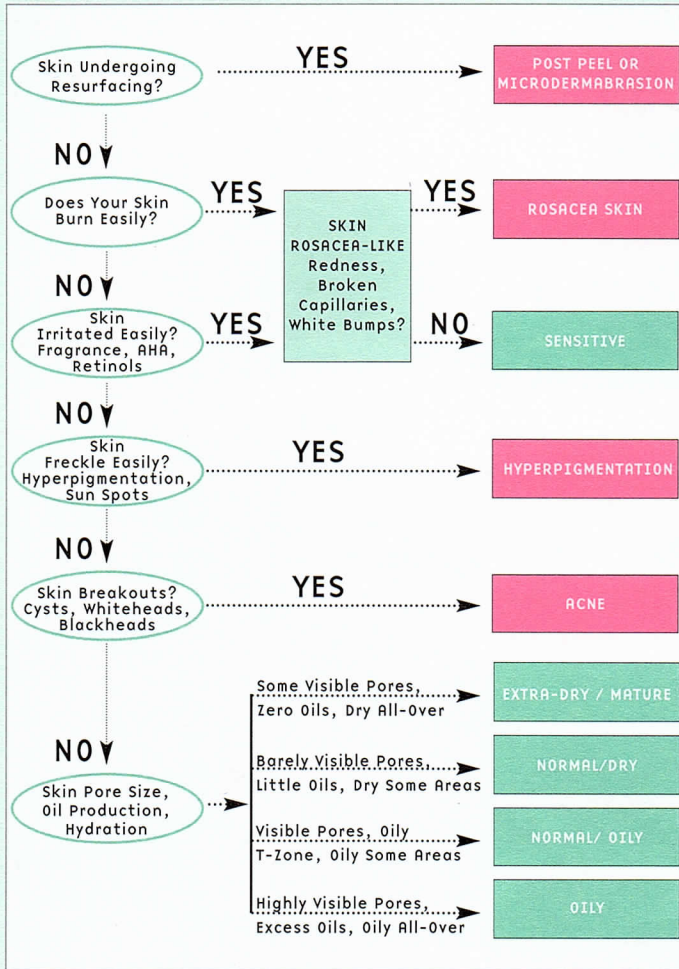 Skin Undergoing
Resurfacing?
YES
POST PEEL OR
MICRODERMABRASION
NO
Does Your Skin
Burn Easily?
YES
SKIN
ROSACEA-LIKE
Redness,
Broken
Capillaries,
White Bumps?
YES
ROSACEA SKIN
NO
Skin
Irritated Easily?
Fragrance, AHA,
Retinols
YES
NO
SENSITIVE
NO
Skin
Freckle Easily?
Hyperpigmentation,
Sun Spots
YES
HYPERPIGMENTATION
NO
Skin Breakouts?
Cysts, Whiteheads,
Blackheads
YES
ACNE
NO
Skin Pore Size,
Oil Production,
Hydration
Some Visible Pores,
Zero Oils, Dry All-Over
EXTRA-DRY / MATURE
Barely Visible Pores,
Little Oils, Dry Some Areas
NORMAL/DRY
Visible Pores, Oily
T-Zone, Oily Some Areas
NORMAL/ OILY
Highly Visible Pores,
Excess Oils, Oily All-Over
OILY